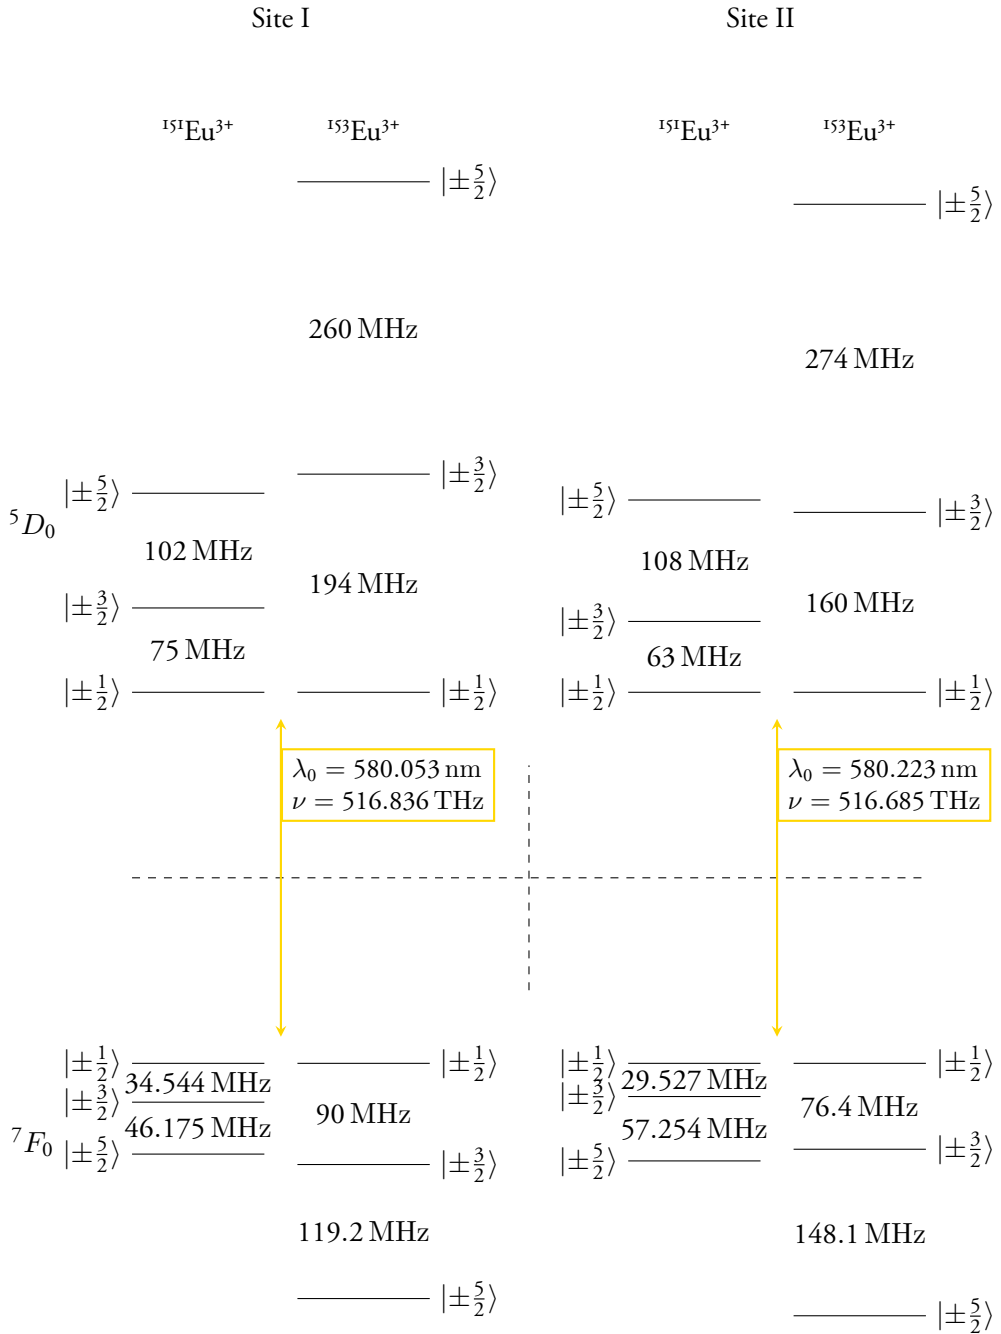 Site I
Site II
¹⁵¹Eu³⁺
¹⁵³Eu³⁺
¹⁵¹Eu³⁺
¹⁵³Eu³⁺
|±5/2⟩
|±5/2⟩
260 MHz
274 MHz
|±3/2⟩
|±5/2⟩
|±5/2⟩
|±3/2⟩
⁵D₀
102 MHz
108 MHz
194 MHz
160 MHz
|±3/2⟩
|±3/2⟩
75 MHz
63 MHz
|±1/2⟩
|±1/2⟩
|±1/2⟩
|±1/2⟩
λ₀ = 580.053 nm
ν = 516.836 THz
λ₀ = 580.223 nm
ν = 516.685 THz
|±1/2⟩
|±1/2⟩
|±1/2⟩
|±1/2⟩
34.544 MHz
29.527 MHz
|±3/2⟩
|±3/2⟩
90 MHz
76.4 MHz
46.175 MHz
57.254 MHz
⁷F₀
|±5/2⟩
|±3/2⟩
|±5/2⟩
|±3/2⟩
119.2 MHz
148.1 MHz
|±5/2⟩
|±5/2⟩